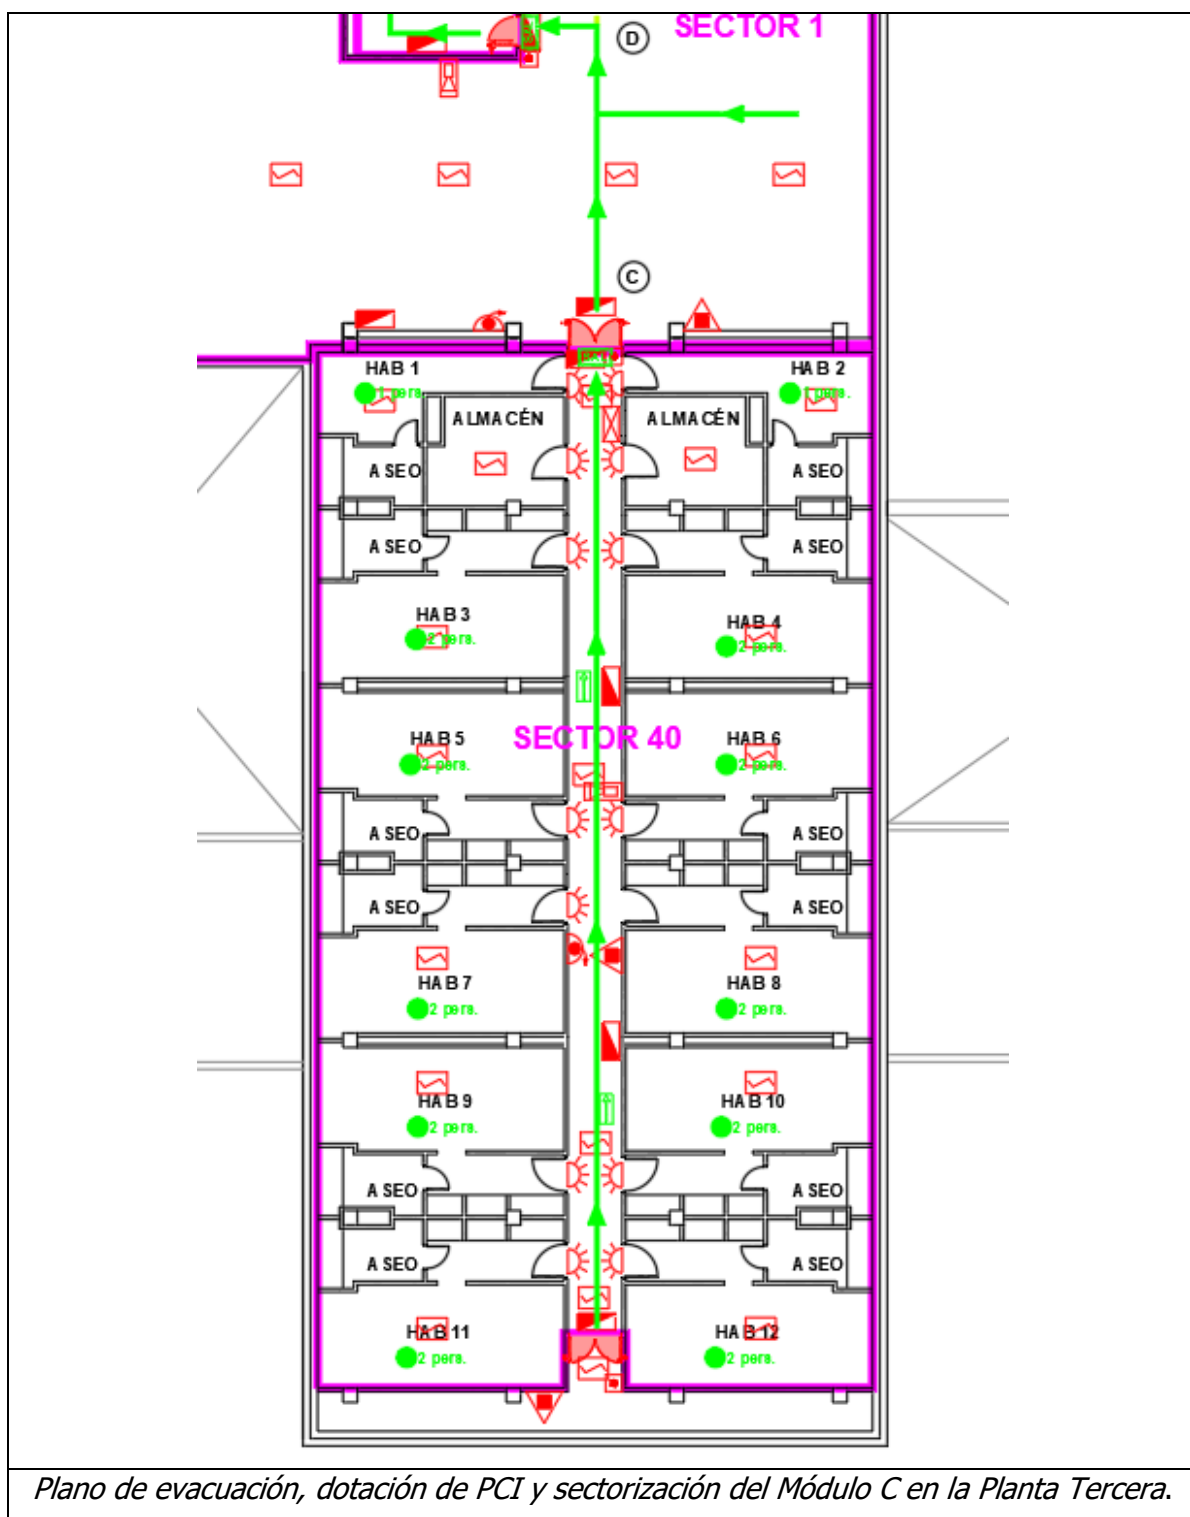 SECTOR 1
D
C
HAB 1
1 pers.
HAB 2
1 pers.
ALMACÉN
ALMACÉN
ASEO
ASEO
ASEO
ASEO
HAB 3
2 pers.
HAB 4
2 pers.
SECTOR 40
HAB 5
2 pers.
HAB 6
2 pers.
ASEO
ASEO
ASEO
ASEO
HAB 7
2 pers.
HAB 8
2 pers.
HAB 9
2 pers.
HAB 10
2 pers.
ASEO
ASEO
ASEO
ASEO
HAB 11
2 pers.
HAB 12
2 pers.
Plano de evacuación, dotación de PCI y sectorización del Módulo C en la Planta Tercera.